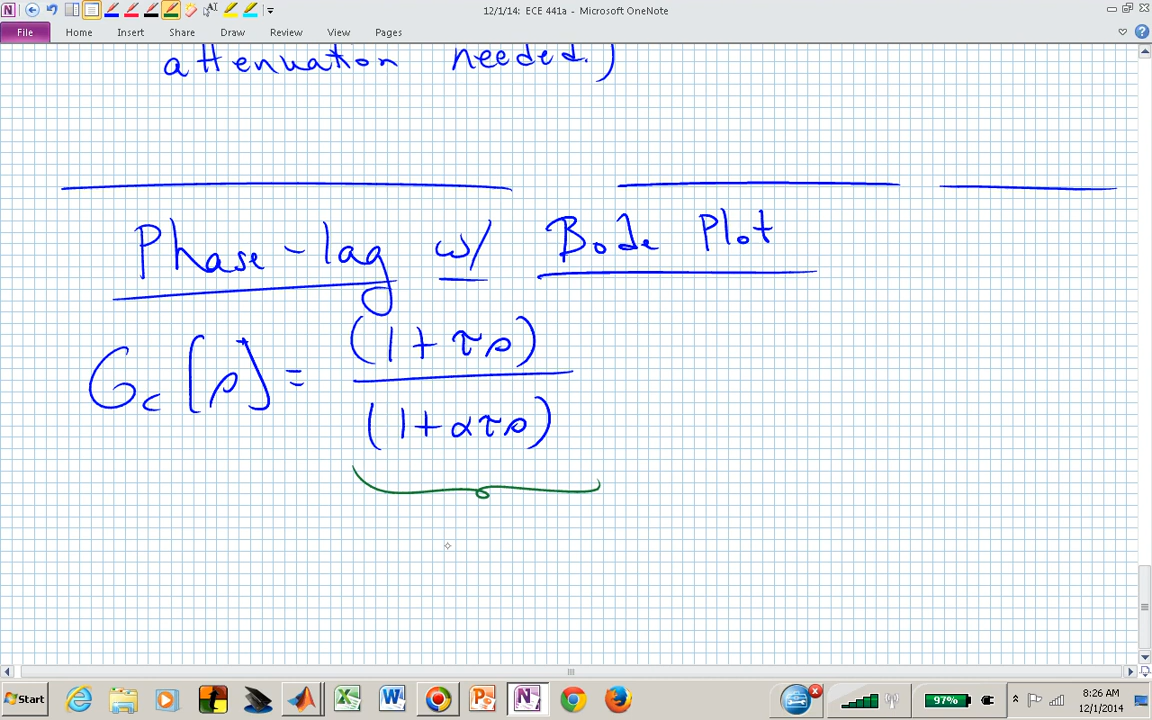 12/1/14: ECE 441a - Microsoft OneNote
File Home Insert Share Draw Review View Pages
attenuation needed.)
Phase-lag w/ Bode Plot
G_c[s] = (1+τs)
(1+ατs)
Start
97%
8:26 AM
12/1/2014